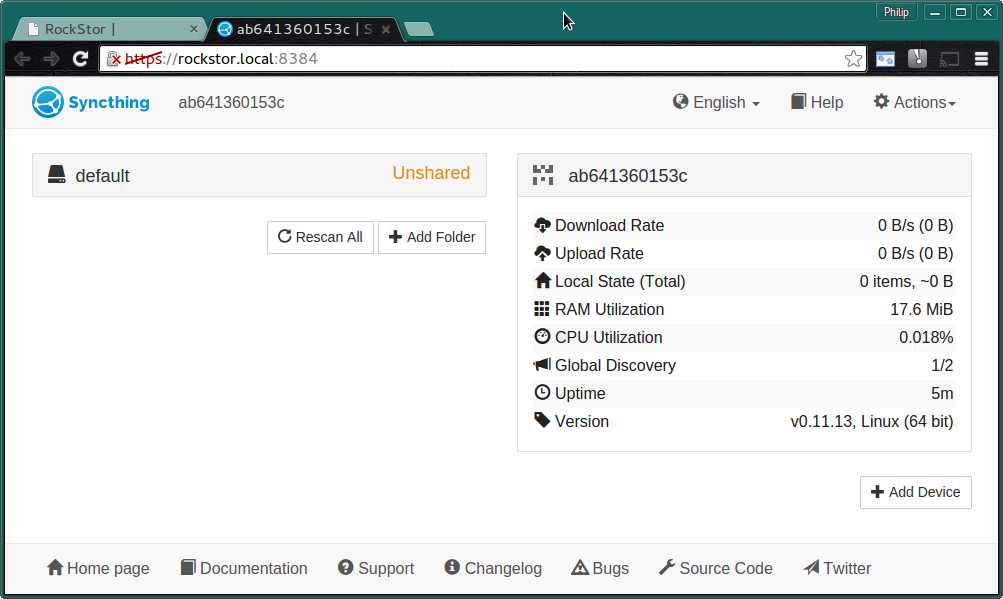 Philip
RockStor |
ab641360153c | S
https://rockstor.local:8384
Syncthing ab641360153c English Help Actions
default Unshared
Rescan All Add Folder
ab641360153c
Download Rate 0 B/s (0 B)
Upload Rate 0 B/s (0 B)
Local State (Total) 0 items, ~0 B
RAM Utilization 17.6 MiB
CPU Utilization 0.018%
Global Discovery 1/2
Uptime 5m
Version v0.11.13, Linux (64 bit)
Add Device
Home page Documentation Support Changelog Bugs Source Code Twitter